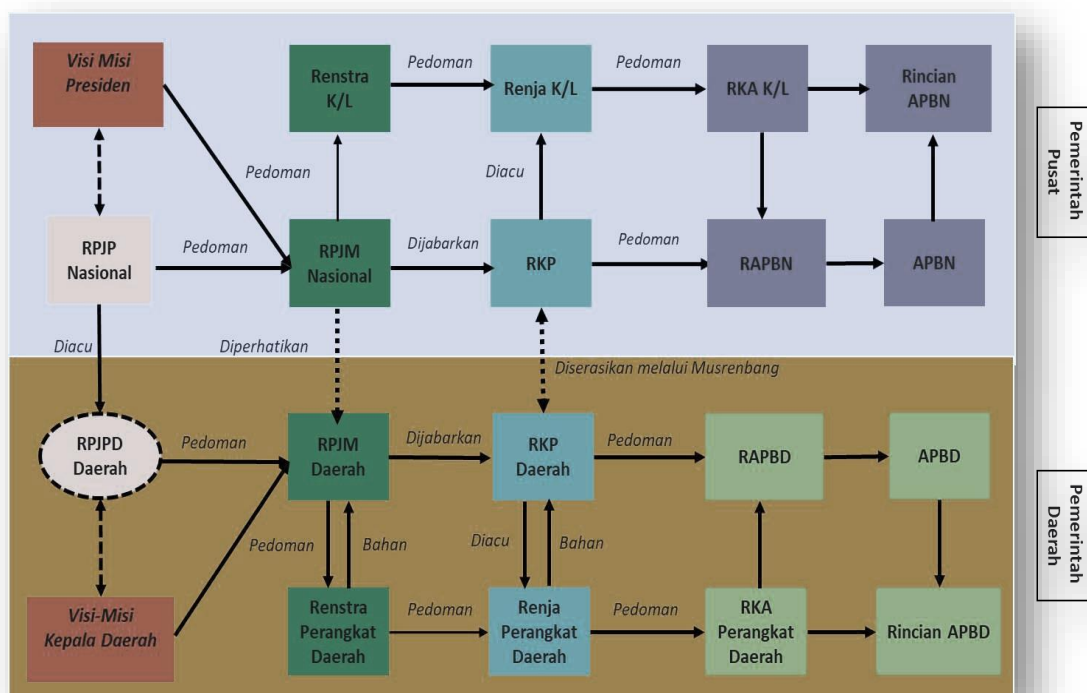 Visi Misi
Presiden
Renstra
K/L
Pedoman
Renja K/L
Pedoman
RKA K/L
Rincian
APBN
Pedoman
Diacu
RPJP
Nasional
Pedoman
RPJM
Nasional
Dijabarkan
RKP
Pedoman
RAPBN
APBN
Pemerintah
Pusat
Diacu
Diperhatikan
Diserasikan melalui Musrenbang
RPJPD
Daerah
Pedoman
RPJM
Daerah
Dijabarkan
RKP
Daerah
Pedoman
RAPBD
APBD
Pedoman
Bahan
Diacu
Bahan
Visi-Misi
Kepala Daerah
Renstra
Perangkat
Daerah
Pedoman
Renja
Perangkat
Daerah
Pedoman
RKA
Perangkat
Daerah
Rincian APBD
Pemerintah
Daerah